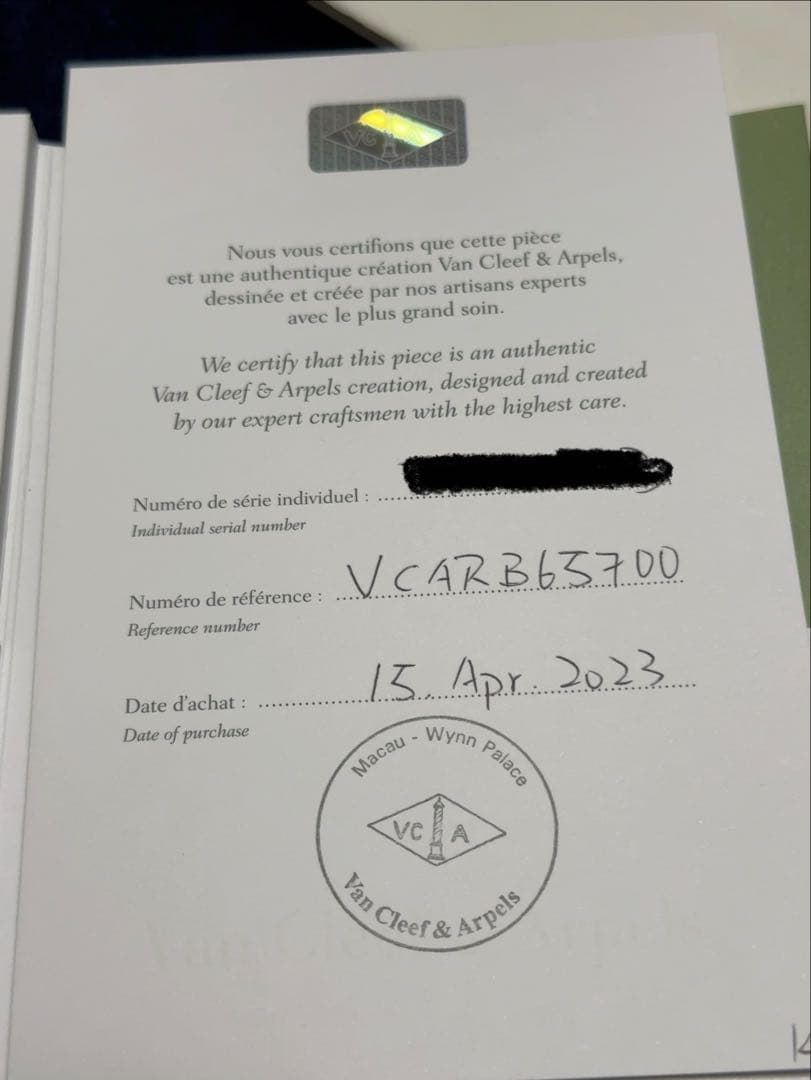 VC A
Nous vous certifions que cette pièce
est une authentique création Van Cleef & Arpels,
dessinée et créée par nos artisans experts
avec le plus grand soin.
We certify that this piece is an authentic
Van Cleef & Arpels creation, designed and created
by our expert craftsmen with the highest care.
Numéro de série individuel :
Individual serial number
Numéro de référence : VCARB65700
Reference number
Date d'achat : 15. Apr. 2023
Date of purchase
Macau - Wynn Palace
VC A
Van Cleef & Arpels